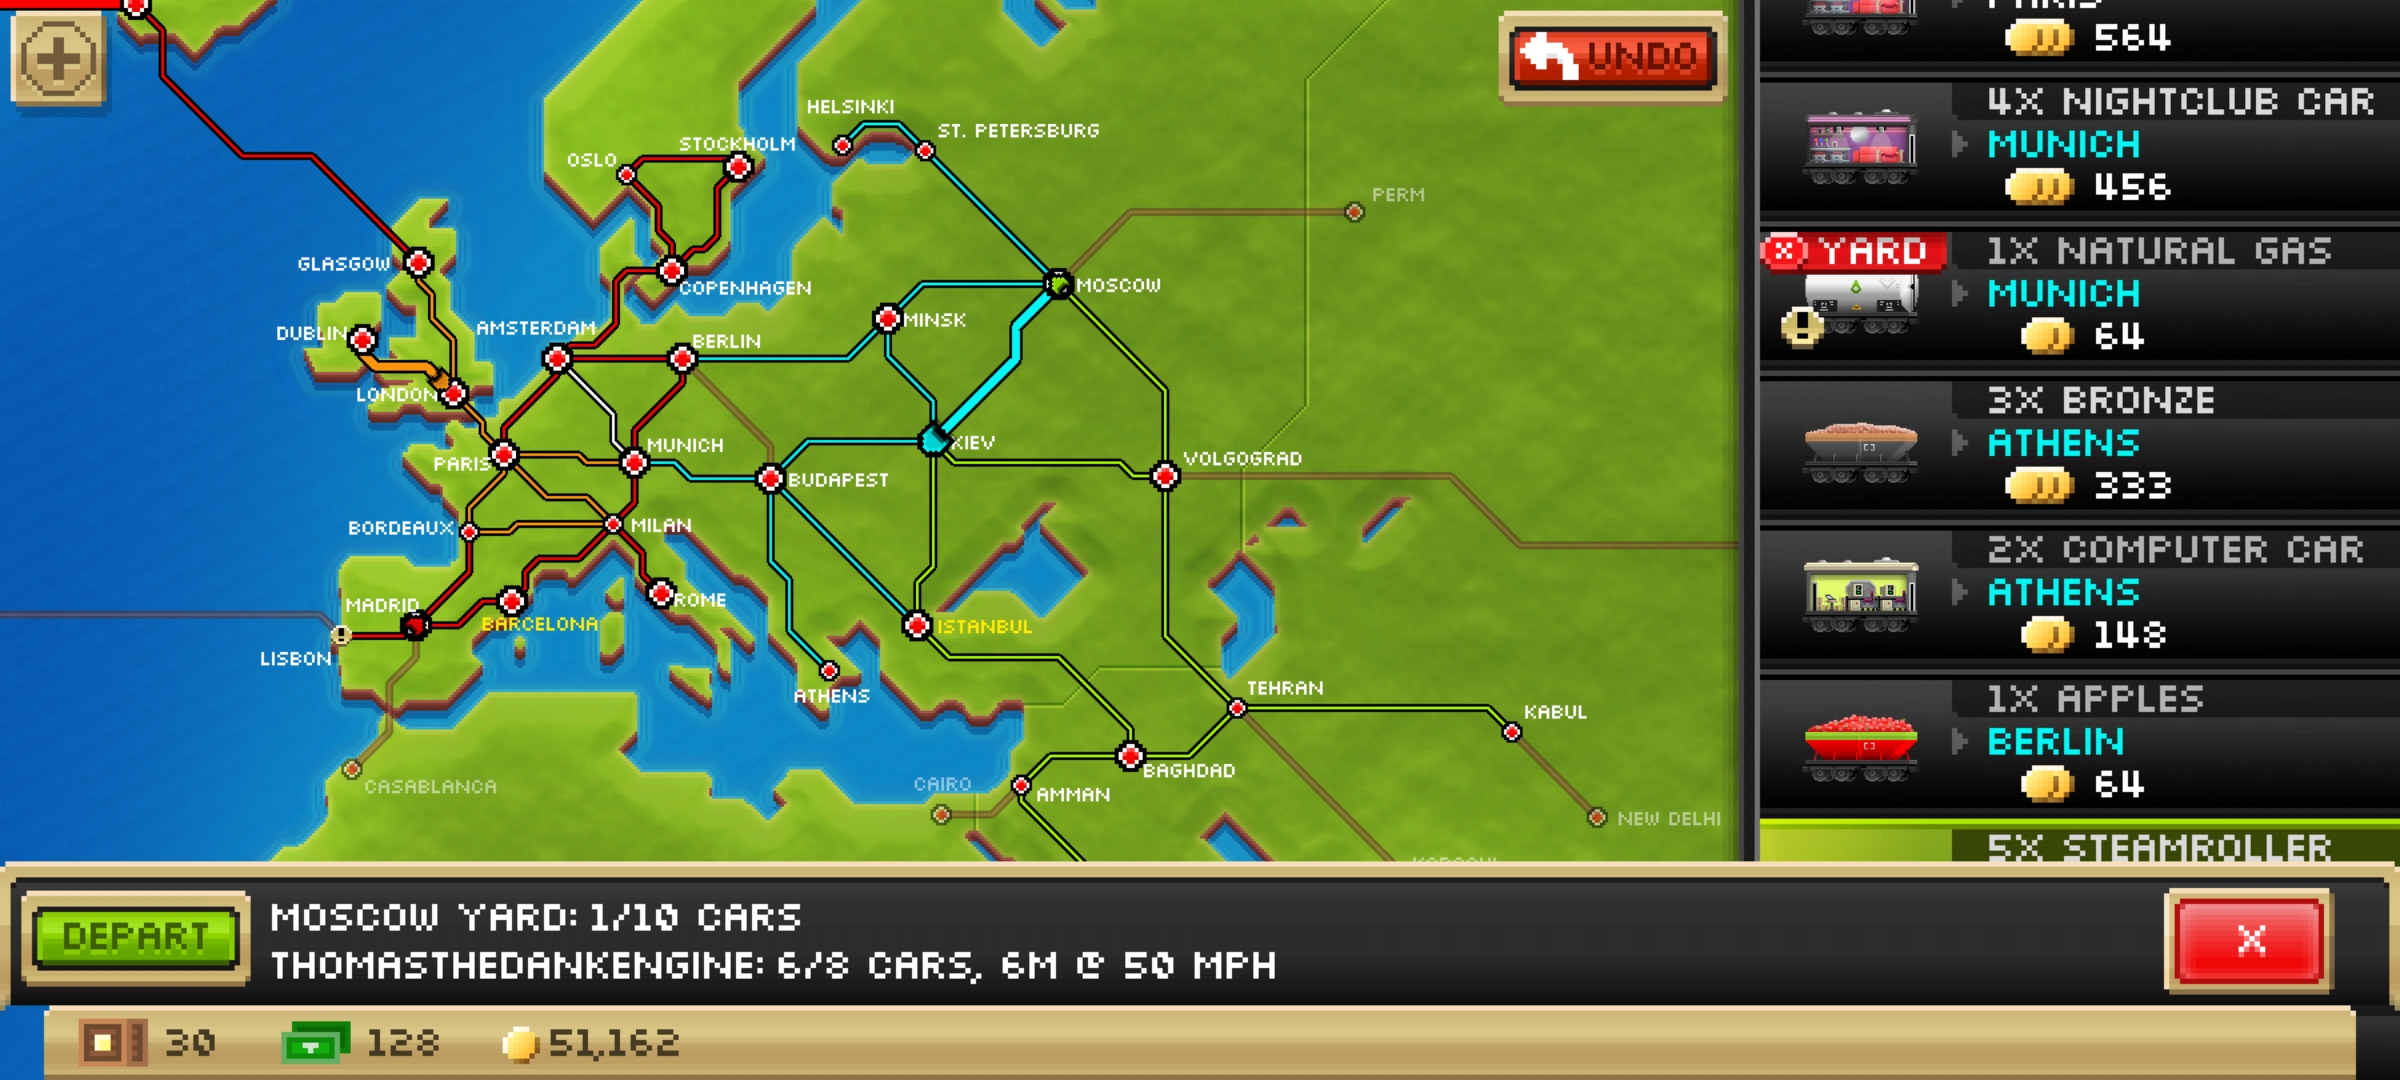 UNDO
HELSINKI
ST. PETERSBURG
STOCKHOLM
OSLO
PERM
GLASGOW
COPENHAGEN
MOSCOW
DUBLIN
AMSTERDAM
BERLIN
MINSK
LONDON
PARIS
MUNICH
KIEV
VOLGOGRAD
BUDAPEST
BORDEAUX
MILAN
MADRID
BARCELONA
ROME
ISTANBUL
LISBON
ATHENS
TEHRAN
KABUL
CASABLANCA
CAIRO
BAGHDAD
AMMAN
NEW DELHI
PARIS
564
4X NIGHTCLUB CAR
MUNICH
456
X YARD
1X NATURAL GAS
MUNICH
64
3X BRONZE
ATHENS
333
2X COMPUTER CAR
ATHENS
148
1X APPLES
BERLIN
64
5X STEAMROLLER
DEPART
MOSCOW YARD: 1/10 CARS
THOMASTHEDANKENGINE: 6/8 CARS, 6M @ 50 MPH
X
30
128
51,162